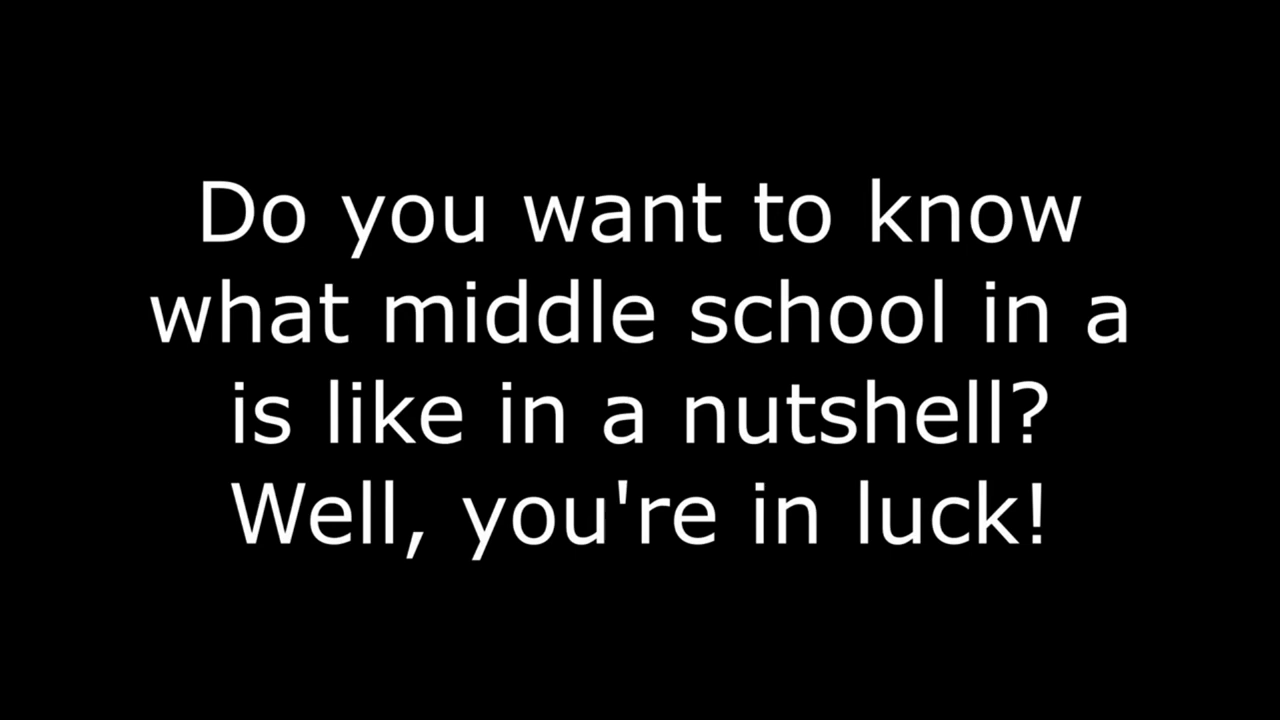 Do you want to know
what middle school in a
is like in a nutshell?
Well, you're in luck!